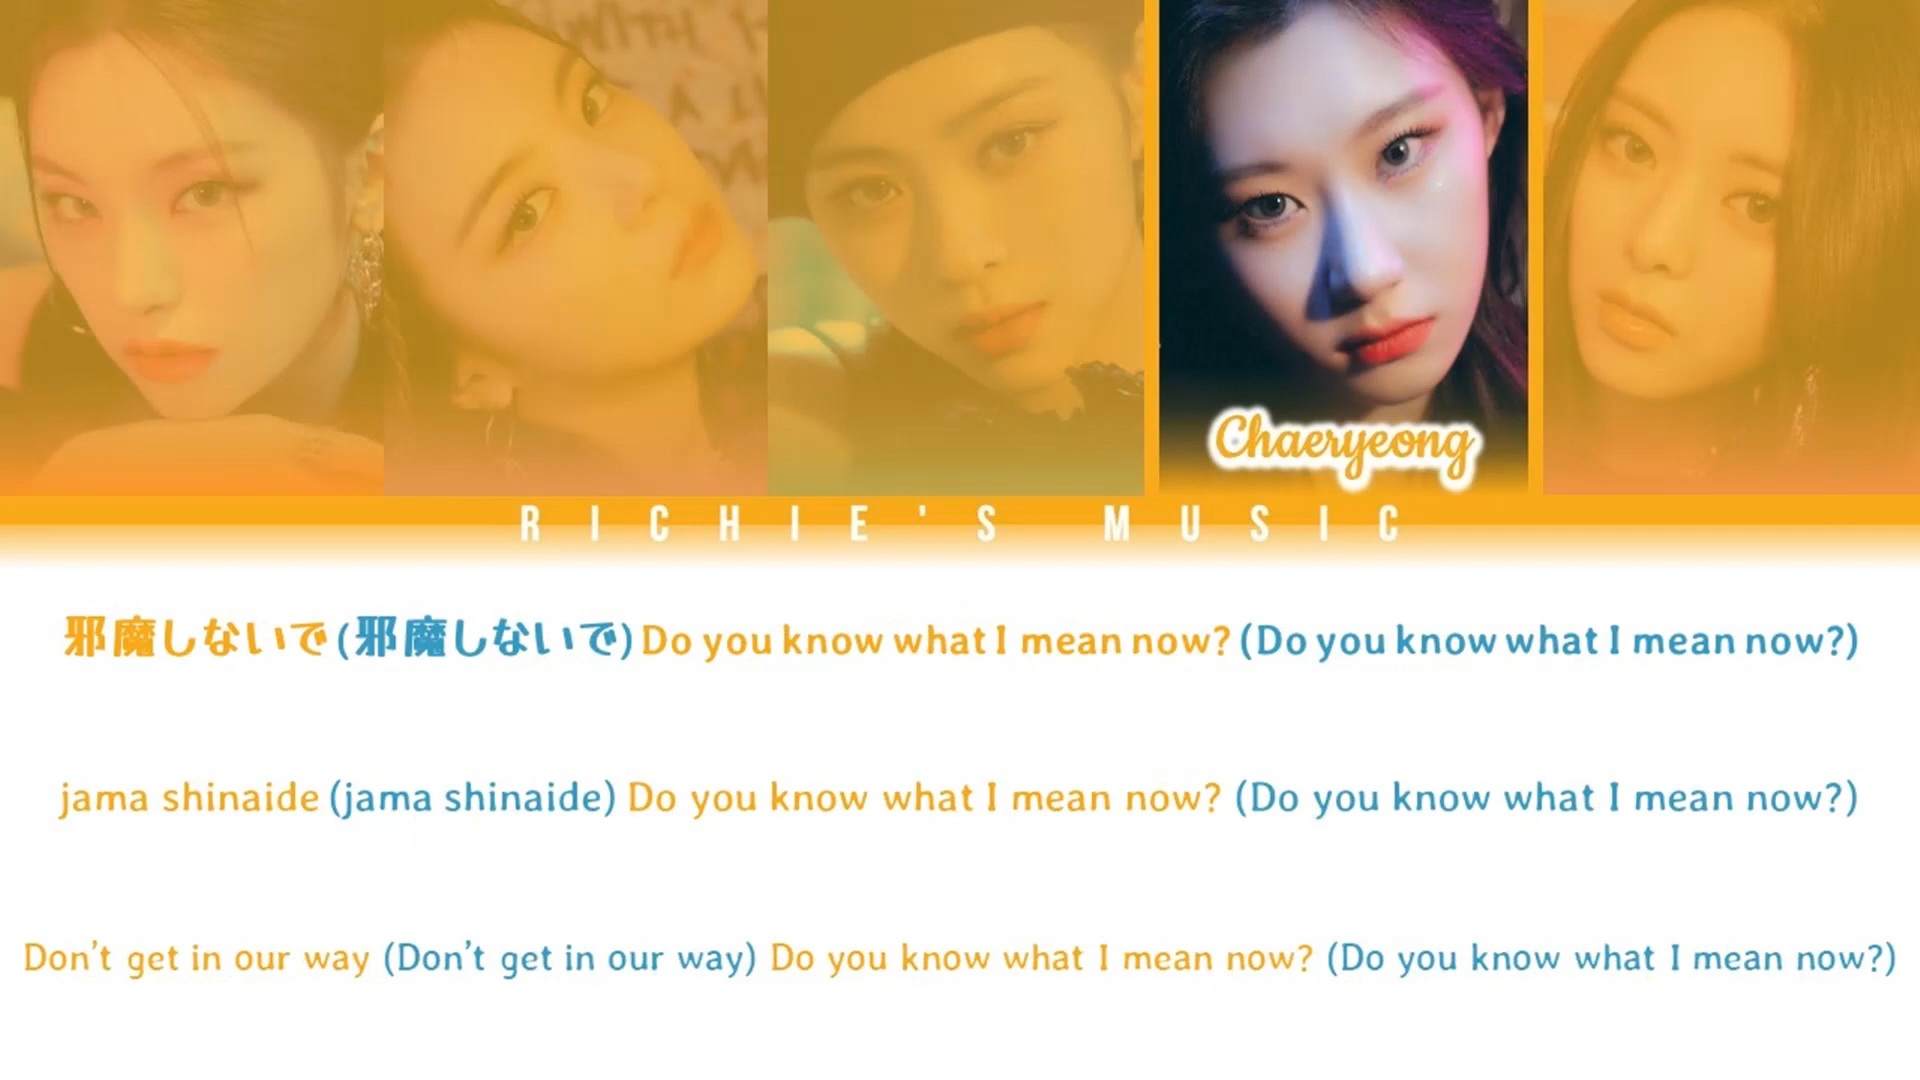 WITH
A L
Chaeryeong
RICHIE'S MUSIC
邪魔しないで (邪魔しないで) Do you know what I mean now? (Do you know what I mean now?)
jama shinaide (jama shinaide) Do you know what I mean now? (Do you know what I mean now?)
Don't get in our way (Don't get in our way) Do you know what I mean now? (Do you know what I mean now?)